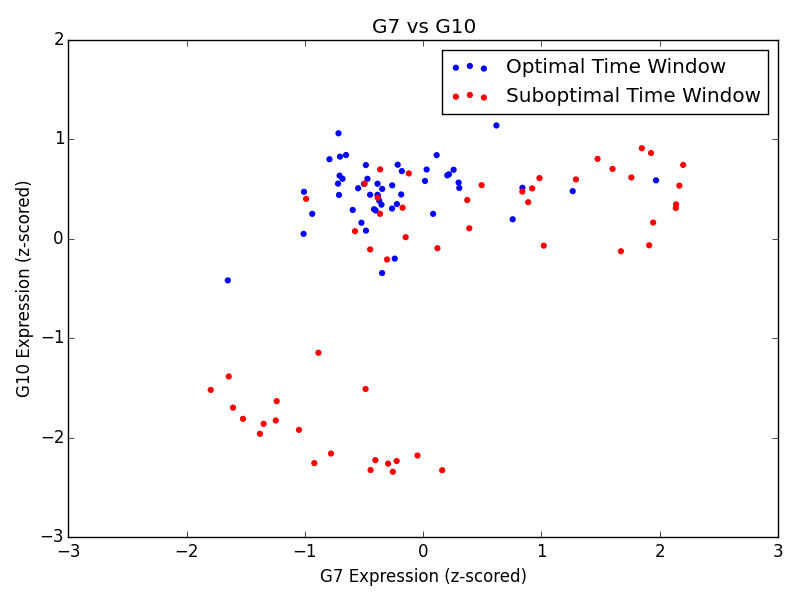 G7 vs G10
Optimal Time Window
Suboptimal Time Window
2
1
0
−1
−2
−3
G10 Expression (z-scored)
−3 −2 −1 0 1 2 3
G7 Expression (z-scored)